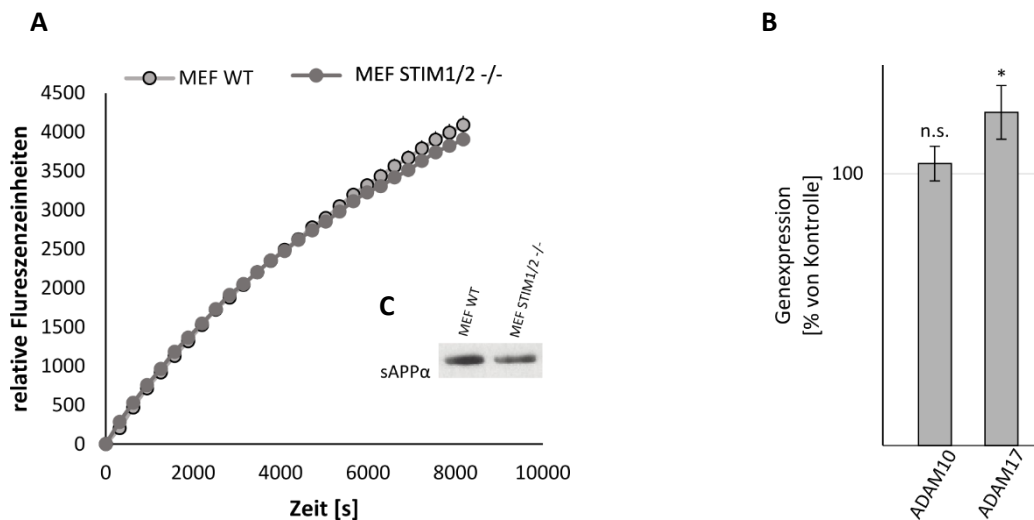 A
MEF WT
MEF STIM1/2 -/-
4500
4000
3500
3000
2500
2000
1500
1000
500
0
relative Flureszenzeinheiten
0 2000 4000 6000 8000 10000
Zeit [s]
C
MEF WT
MEF STIM1/2 -/-
sAPPα
B
n.s.
*
100
Genexpression
[% von Kontrolle]
ADAM10
ADAM17